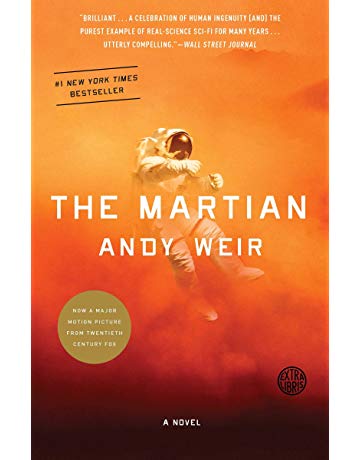 "BRILLIANT . . . A CELEBRATION OF HUMAN INGENUITY [AND] THE
PUREST EXAMPLE OF REAL-SCIENCE SCI-FI FOR MANY YEARS . . .
UTTERLY COMPELLING."—WALL STREET JOURNAL
#1 NEW YORK TIMES
BESTSELLER
THE MARTIAN
ANDY WEIR
NOW A MAJOR
MOTION PICTURE
FROM TWENTIETH
CENTURY FOX
EXTRA
LIBRIS
A NOVEL